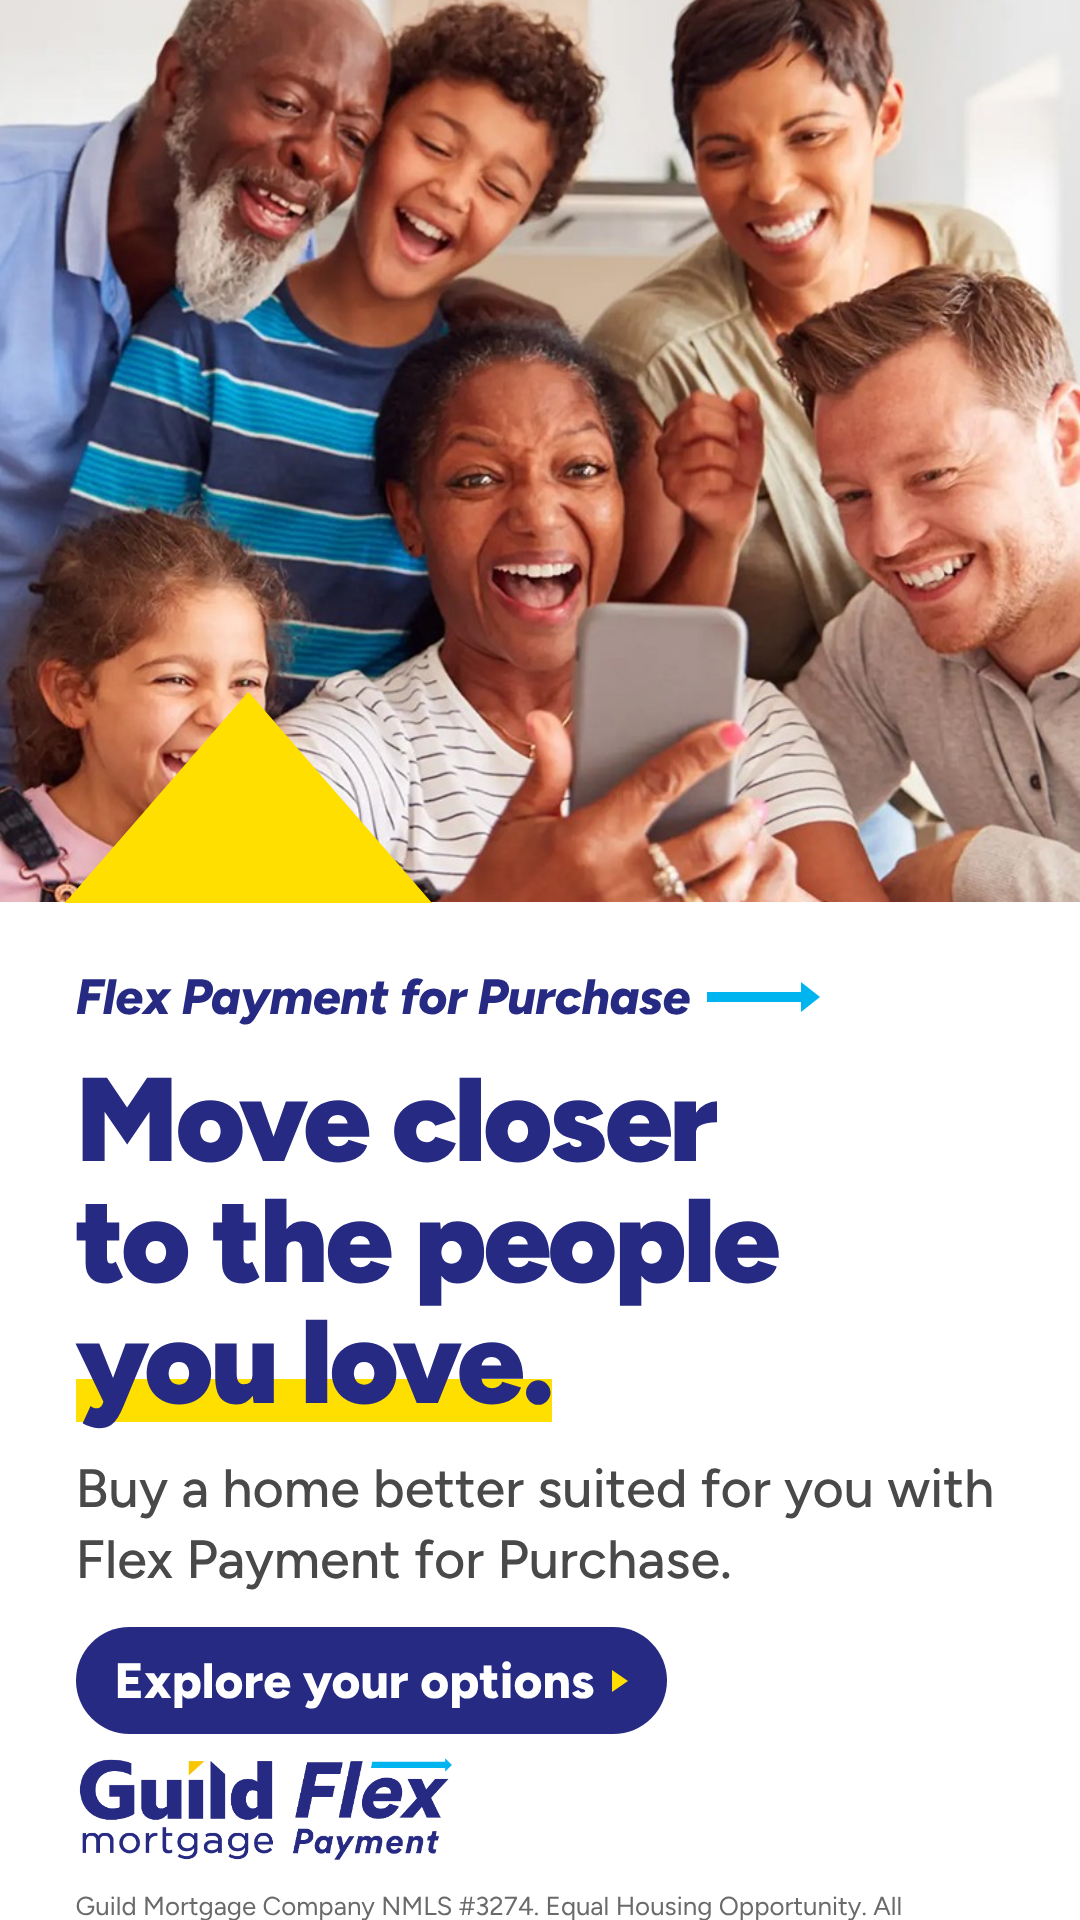 Flex Payment for Purchase
Move closer
to the people
you love.
Buy a home better suited for you with
Flex Payment for Purchase.
Explore your options
Guild Flex
mortgage Payment
Guild Mortgage Company NMLS #3274. Equal Housing Opportunity. All